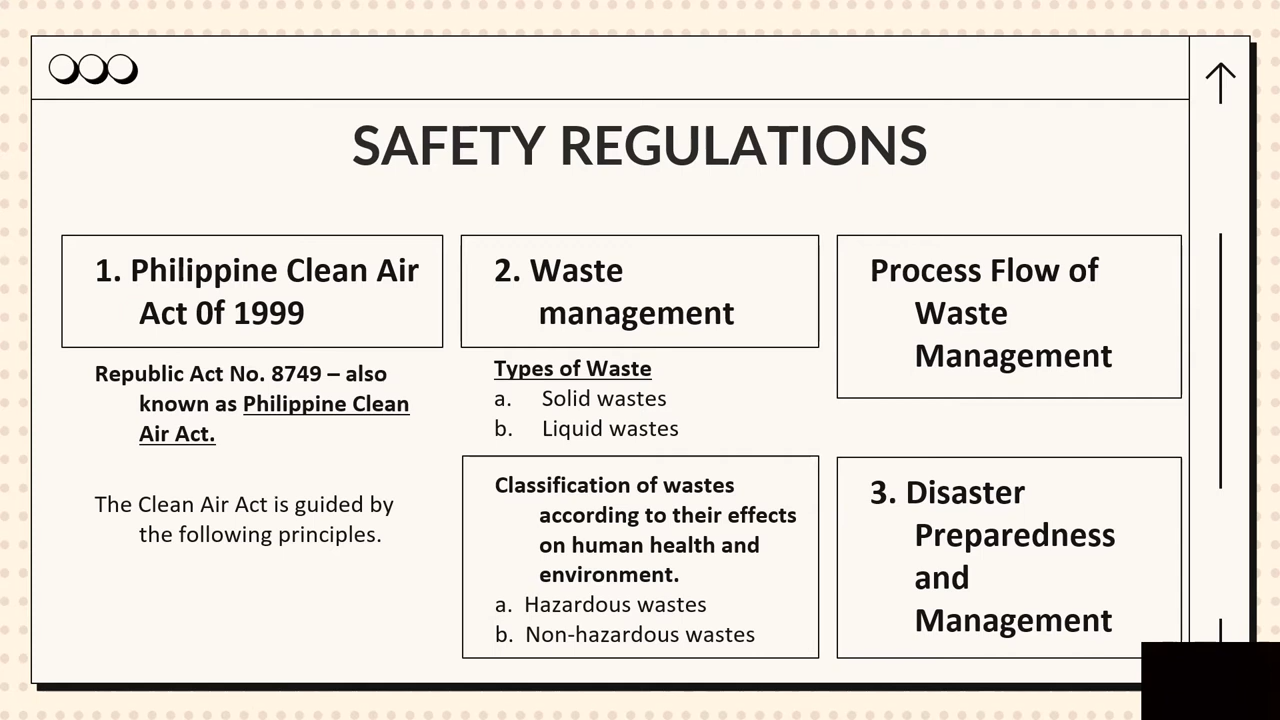 SAFETY REGULATIONS
1. Philippine Clean Air
Act 0f 1999
Republic Act No. 8749 – also
known as Philippine Clean
Air Act.
The Clean Air Act is guided by
the following principles.
2. Waste
management
Types of Waste
a. Solid wastes
b. Liquid wastes
Classification of wastes
according to their effects
on human health and
environment.
a. Hazardous wastes
b. Non-hazardous wastes
Process Flow of
Waste
Management
3. Disaster
Preparedness
and
Management